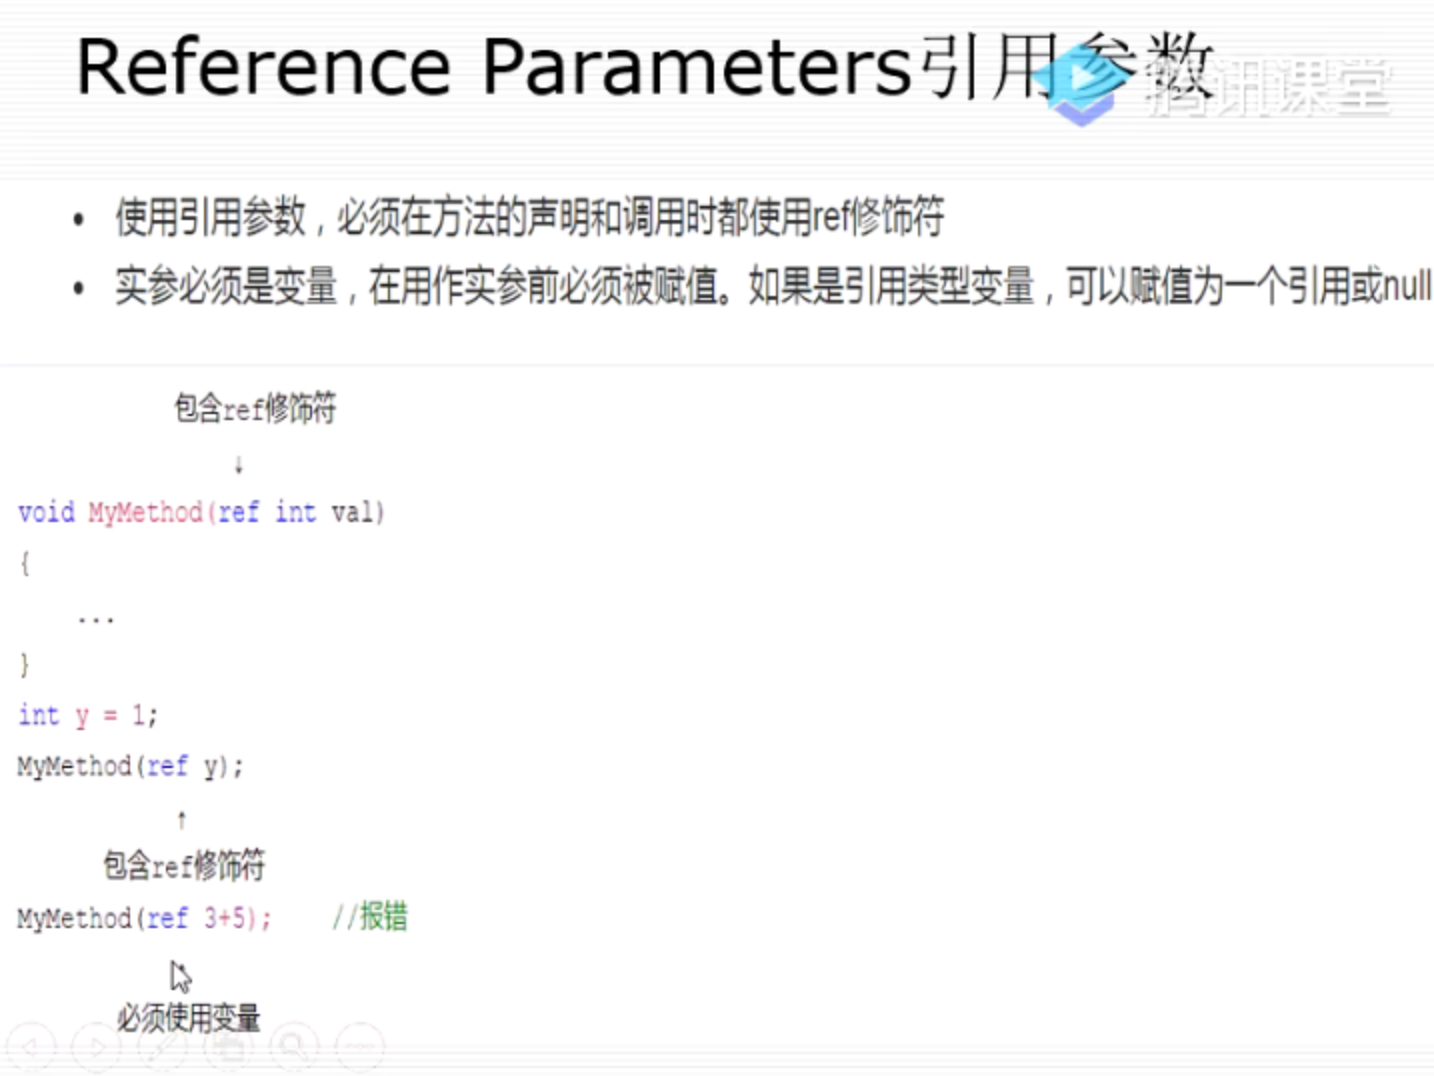 Reference Parameters引用参数
腾讯课堂
• 使用引用参数，必须在方法的声明和调用时都使用ref修饰符
• 实参必须是变量，在用作实参前必须被赋值。如果是引用类型变量，可以赋值为一个引用或null
包含ref修饰符
↓
void MyMethod(ref int val)
{
...
}
int y = 1;
MyMethod(ref y);
↑
包含ref修饰符
MyMethod(ref 3+5); //报错
必须使用变量